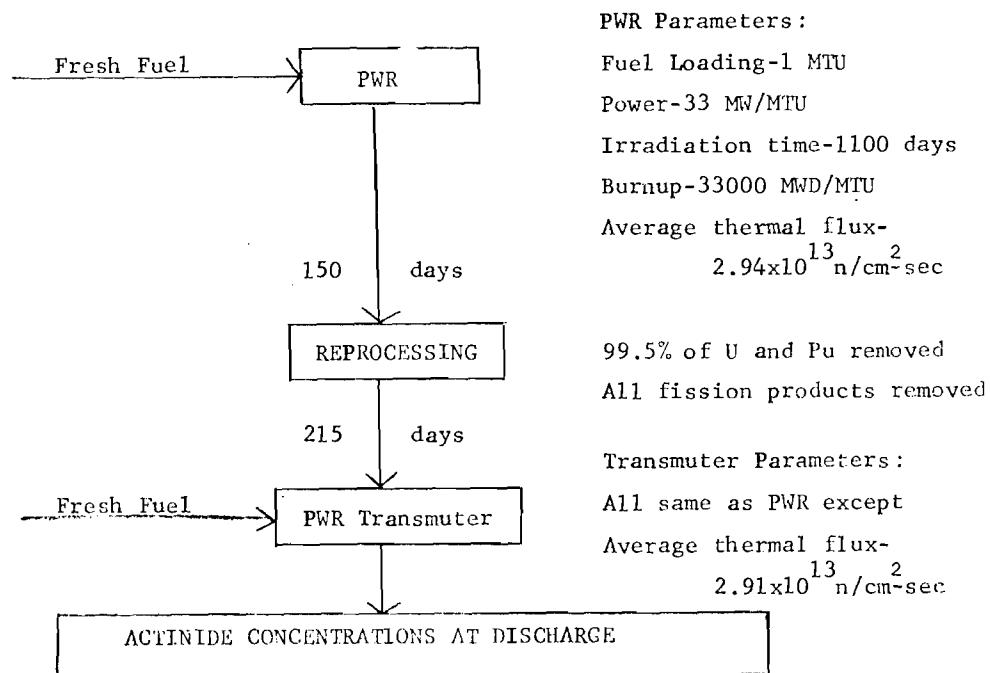 Fresh Fuel
PWR
150 days
REPROCESSING
215 days
Fresh Fuel
PWR Transmuter
ACTINIDE CONCENTRATIONS AT DISCHARGE
PWR Parameters:
Fuel Loading-1 MTU
Power-33 MW/MTU
Irradiation time-1100 days
Burnup-33000 MWD/MTU
Average thermal flux-
2.94x10^13 n/cm^2-sec
99.5% of U and Pu removed
All fission products removed
Transmuter Parameters:
All same as PWR except
Average thermal flux-
2.91x10^13 n/cm^2-sec